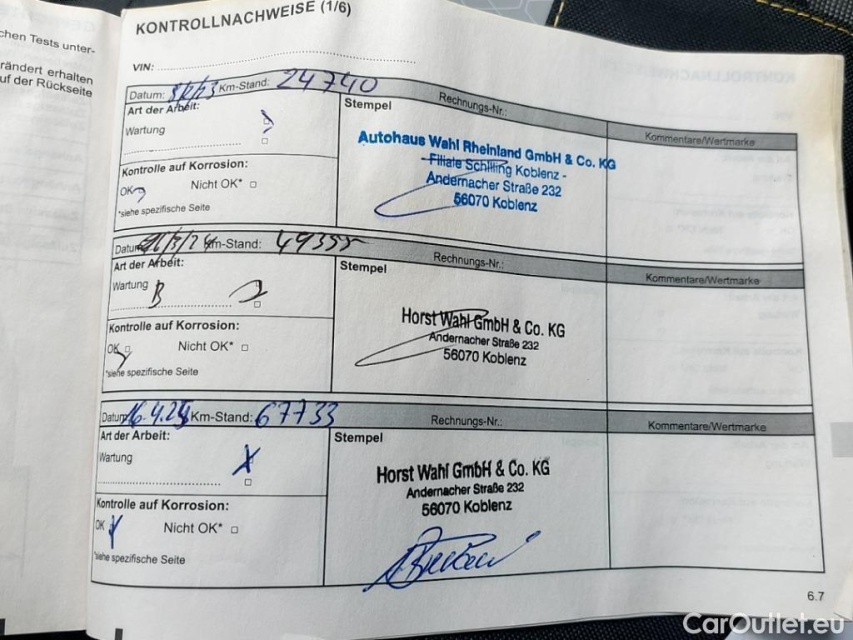 chen Tests unter-
rändert erhalten
uf der Rückseite
KONTROLLNACHWEISE (1/6)
VIN:
Datum: Km-Stand: 24740
Art der Arbeit:
Wartung
Kontrolle auf Korrosion:
OK Nicht OK*
*siehe spezifische Seite
Stempel
Rechnungs-Nr.:
Kommentare/Wertmarke
Autohaus Wahl Rheinland GmbH & Co. KG
- Filiale Schilling Koblenz -
Andernacher Straße 232
56070 Koblenz
Datum: Km-Stand: 49355
Art der Arbeit:
Wartung B
Kontrolle auf Korrosion:
OK Nicht OK*
*siehe spezifische Seite
Stempel
Rechnungs-Nr.:
Kommentare/Wertmarke
Horst Wahl GmbH & Co. KG
Andernacher Straße 232
56070 Koblenz
Datum: 16.4.25 Km-Stand: 67733
Art der Arbeit:
Wartung
Kontrolle auf Korrosion:
OK Nicht OK*
*siehe spezifische Seite
Stempel
Rechnungs-Nr.:
Kommentare/Wertmarke
Horst Wahl GmbH & Co. KG
Andernacher Straße 232
56070 Koblenz
6.7
CarOutlet.eu